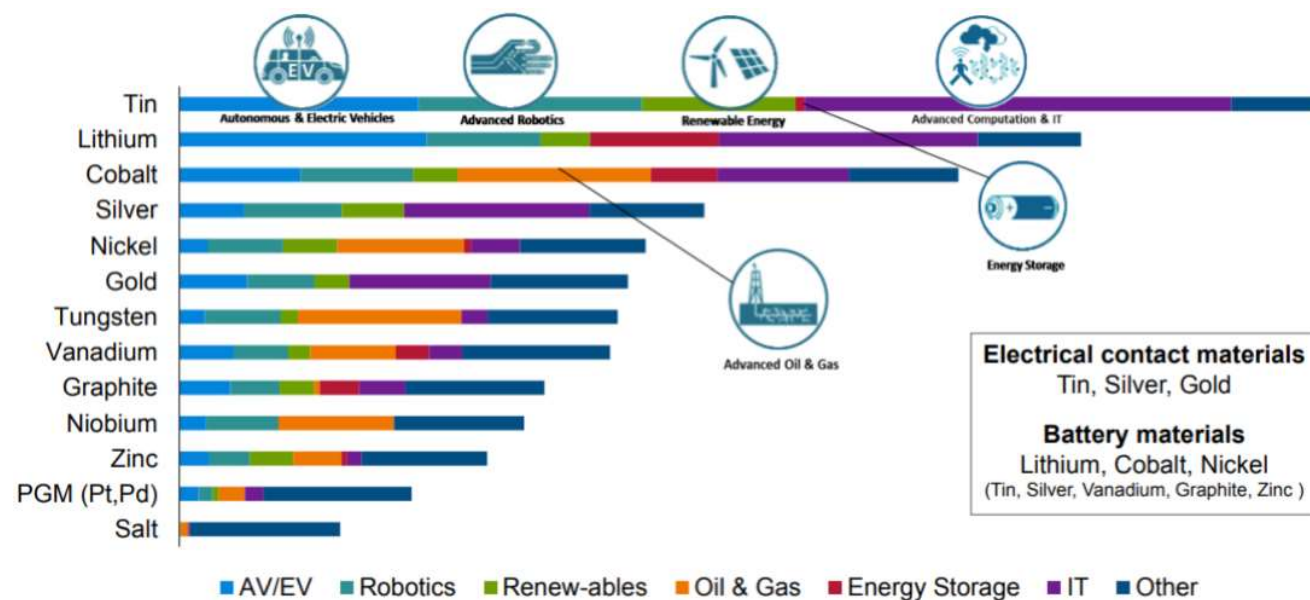 EV
Tin
Autonomous & Electric Vehicles
Advanced Robotics
Renewable Energy
Advanced Computation & IT
Lithium
Cobalt
Silver
Nickel
Energy Storage
Gold
Tungsten
Vanadium
Advanced Oil & Gas
Graphite
Niobium
Zinc
PGM (Pt,Pd)
Salt
Electrical contact materials
Tin, Silver, Gold
Battery materials
Lithium, Cobalt, Nickel
(Tin, Silver, Vanadium, Graphite, Zinc )
AV/EV
Robotics
Renew-ables
Oil & Gas
Energy Storage
IT
Other